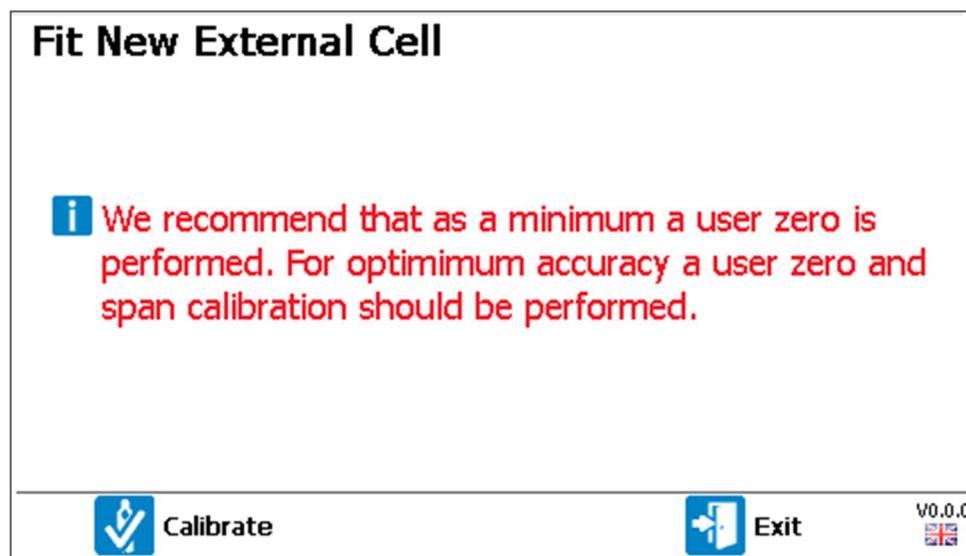 Fit New External Cell
i We recommend that as a minimum a user zero is
performed. For optimimum accuracy a user zero and
span calibration should be performed.
Calibrate Exit V0.0.0